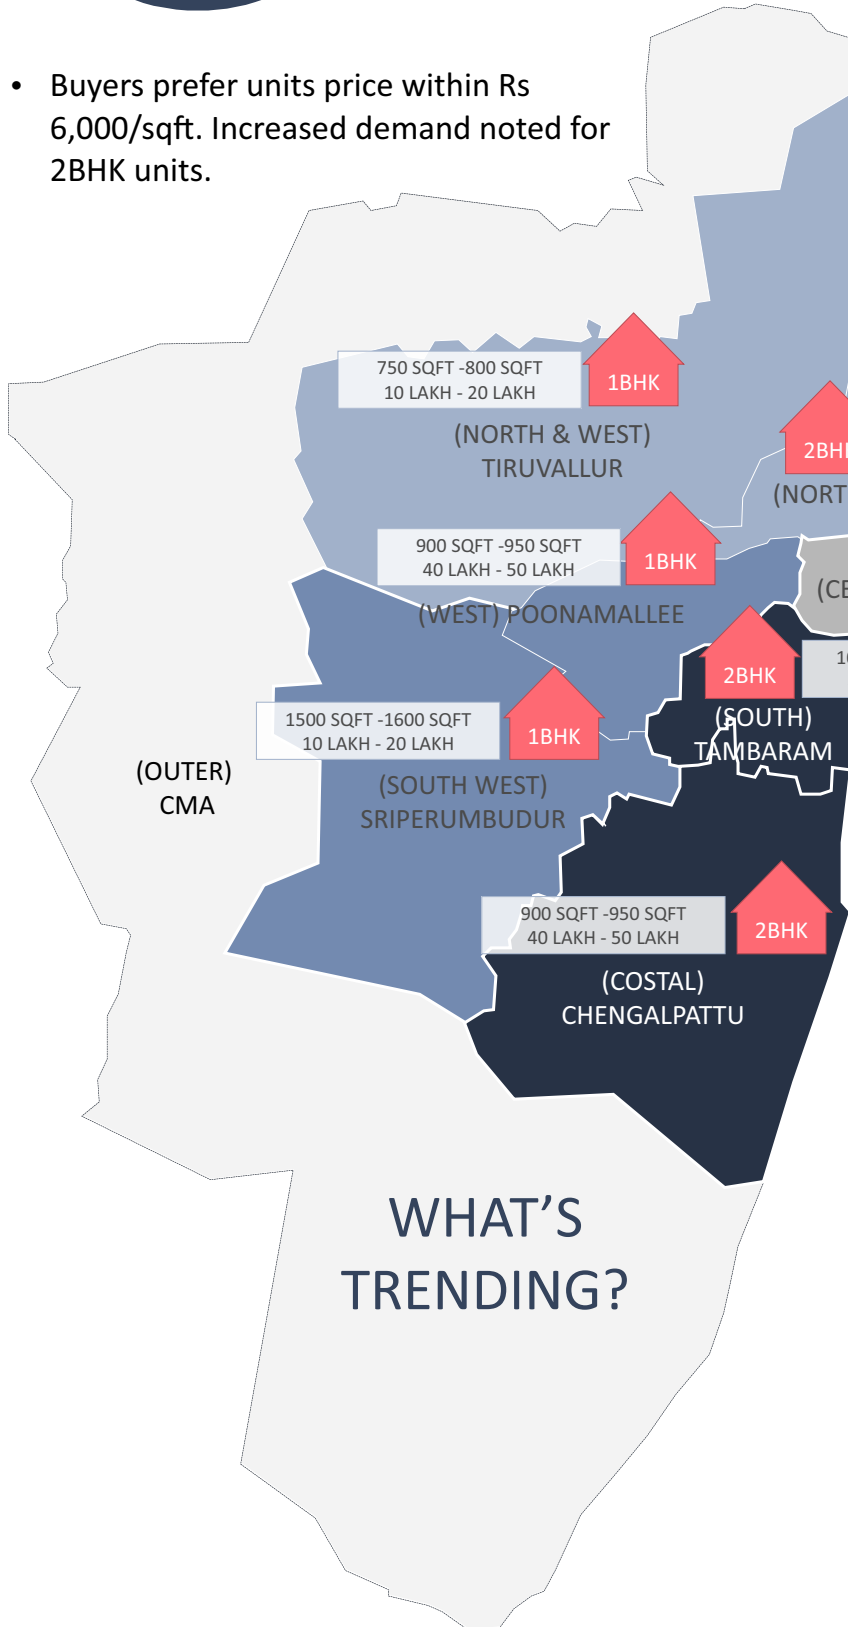 • Buyers prefer units price within Rs
6,000/sqft. Increased demand noted for
2BHK units.
750 SQFT -800 SQFT
10 LAKH - 20 LAKH
1BHK
(NORTH & WEST)
TIRUVALLUR
900 SQFT -950 SQFT
40 LAKH - 50 LAKH
1BHK
(WEST) POONAMALLEE
2BHK
(SOUTH)
TAMBARAM
1500 SQFT -1600 SQFT
10 LAKH - 20 LAKH
1BHK
(SOUTH WEST)
SRIPERUMBUDUR
(OUTER)
CMA
900 SQFT -950 SQFT
40 LAKH - 50 LAKH
2BHK
(COSTAL)
CHENGALPATTU
WHAT'S
TRENDING?